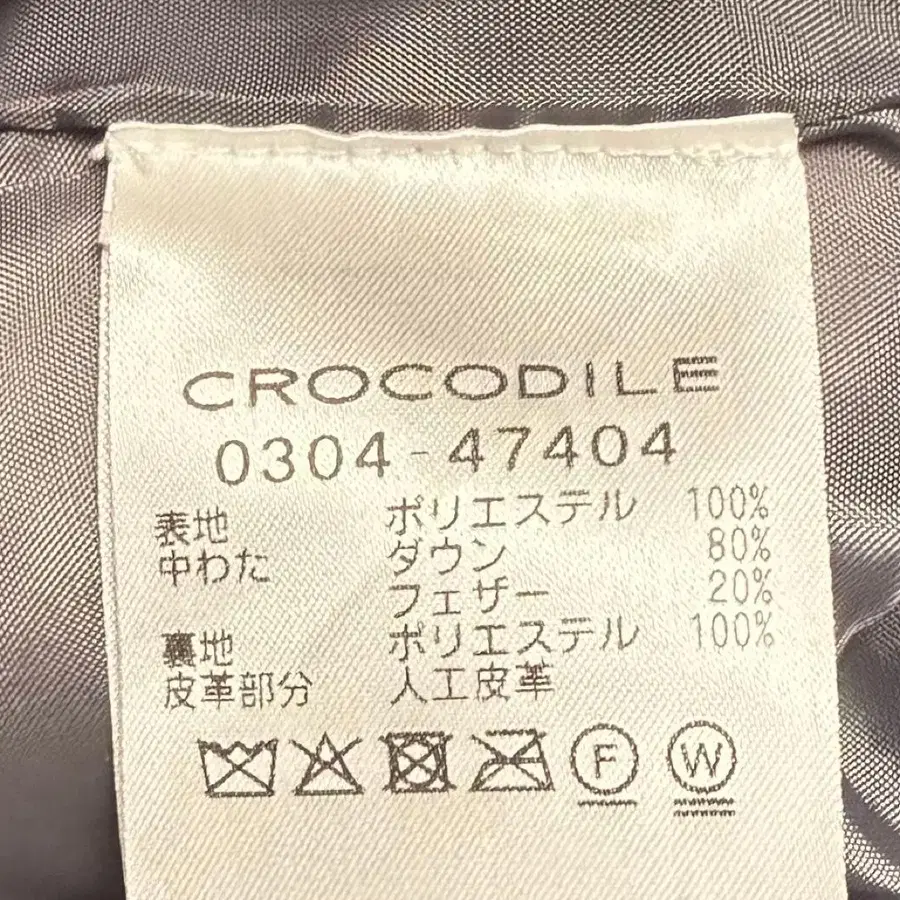 CROCODILE
0304-47404
表地 ポリエステル 100%
中わた ダウン 80%
フェザー 20%
裏地 ポリエステル 100%
皮革部分 人工皮革
F W